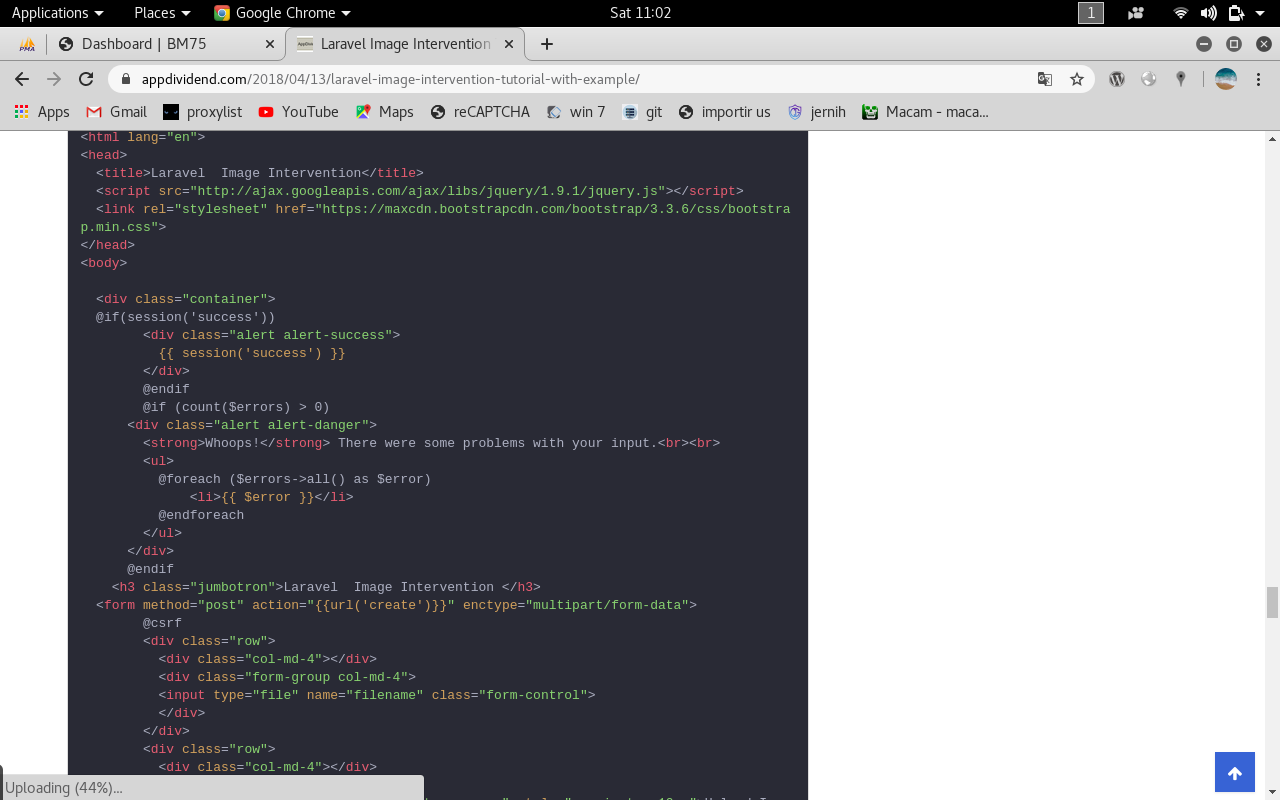 Applications Places Google Chrome Sat 11:02 1
PMA Dashboard | BM75 Laravel Image Intervention
appdividend.com/2018/04/13/laravel-image-intervention-tutorial-with-example/
Apps Gmail proxylist YouTube Maps reCAPTCHA win 7 git importir us jernih Macam - maca...
<html lang="en">
<head>
<title>Laravel  Image Intervention</title>
<script src="http://ajax.googleapis.com/ajax/libs/jquery/1.9.1/jquery.js"></script>
<link rel="stylesheet" href="https://maxcdn.bootstrapcdn.com/bootstrap/3.3.6/css/bootstra
p.min.css">
</head>
<body>
<div class="container">
@if(session('success'))
<div class="alert alert-success">
{{ session('success') }}
</div>
@endif
@if (count($errors) > 0)
<div class="alert alert-danger">
<strong>Whoops!</strong> There were some problems with your input.<br><br>
<ul>
@foreach ($errors->all() as $error)
<li>{{ $error }}</li>
@endforeach
</ul>
</div>
@endif
<h3 class="jumbotron">Laravel  Image Intervention </h3>
<form method="post" action="{{url('create')}}" enctype="multipart/form-data">
@csrf
<div class="row">
<div class="col-md-4"></div>
<div class="form-group col-md-4">
<input type="file" name="filename" class="form-control">
</div>
</div>
<div class="row">
<div class="col-md-4"></div>
Uploading (44%)...